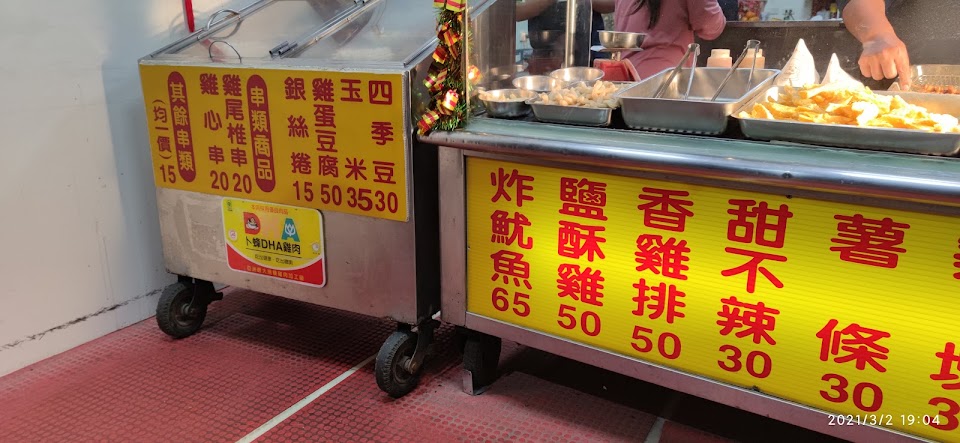 四季豆 30
玉米 35
雞蛋豆腐 50
銀絲捲 15
串類商品
雞尾椎串 20
雞心串 20
其餘串類
(均一價) 15
卜蜂DHA雞肉
炸魷魚 65
鹽酥雞 50
香雞排 50
甜不辣 30
薯條 30
2021/3/2 19:04